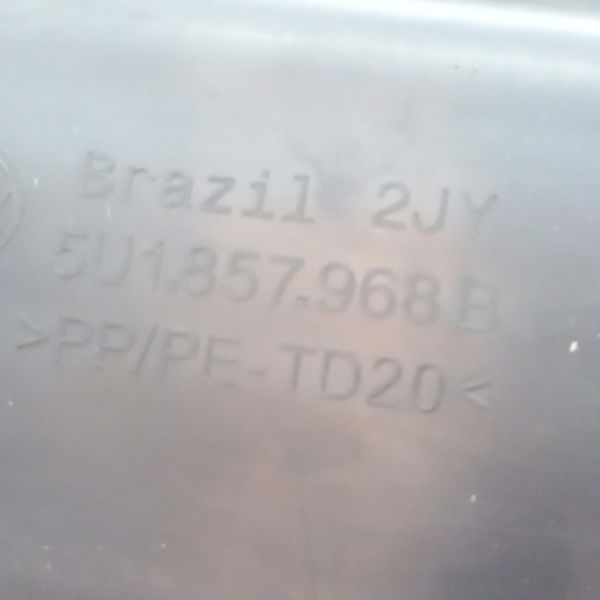 Brazil 2JY
5U1.857.968 B
>PP/PE-TD20<